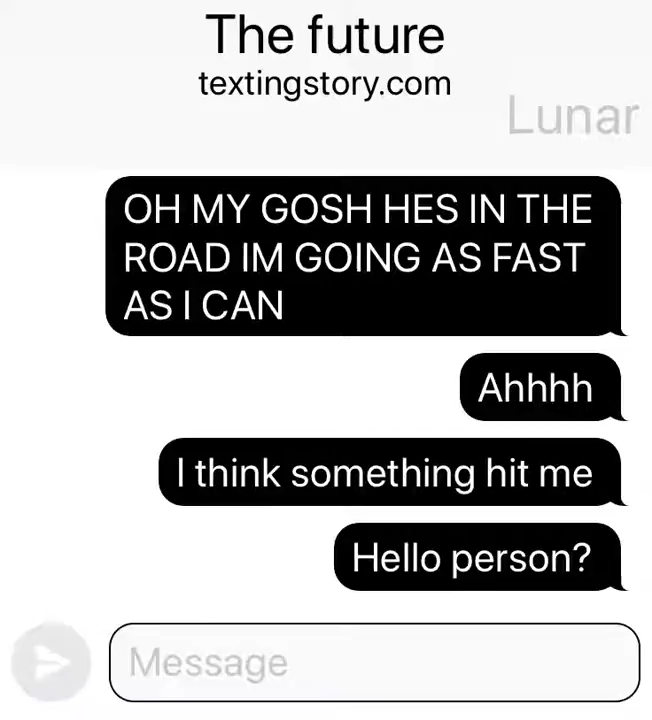 The future
textingstory.com
Lunar
OH MY GOSH HES IN THE
ROAD IM GOING AS FAST
AS I CAN
Ahhhh
I think something hit me
Hello person?
Message